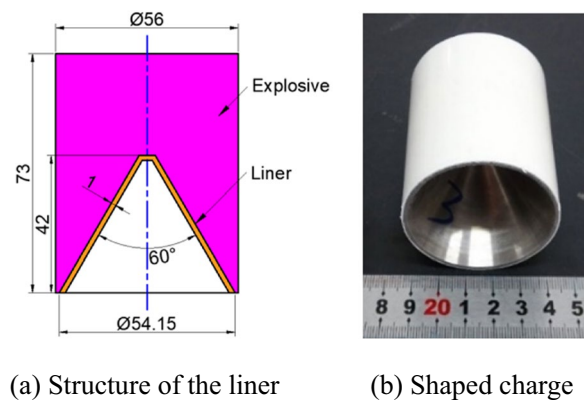 Ø56
Explosive
73
1
Liner
42
60°
Ø54.15
3
8 9 20 1 2 3 4 5
(a) Structure of the liner
(b) Shaped charge